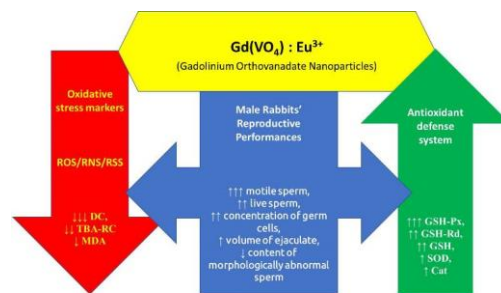 Gd(VO₄) : Eu³⁺
(Gadolinium Orthovanadate Nanoparticles)
Oxidative
stress markers
ROS/RNS/RSS
↓↓↓ DC,
↓↓ TBA-RC
↓ MDA
Male Rabbits'
Reproductive
Performances
↑↑↑ motile sperm,
↑↑ live sperm,
↑↑ concentration of germ
cells,
↑ volume of ejaculate,
↓ content of
morphologically abnormal
sperm
Antioxidant
defense
system
↑↑↑ GSH-Px,
↑↑ GSH-Rd,
↑↑ GSH,
↑ SOD,
↑ Cat